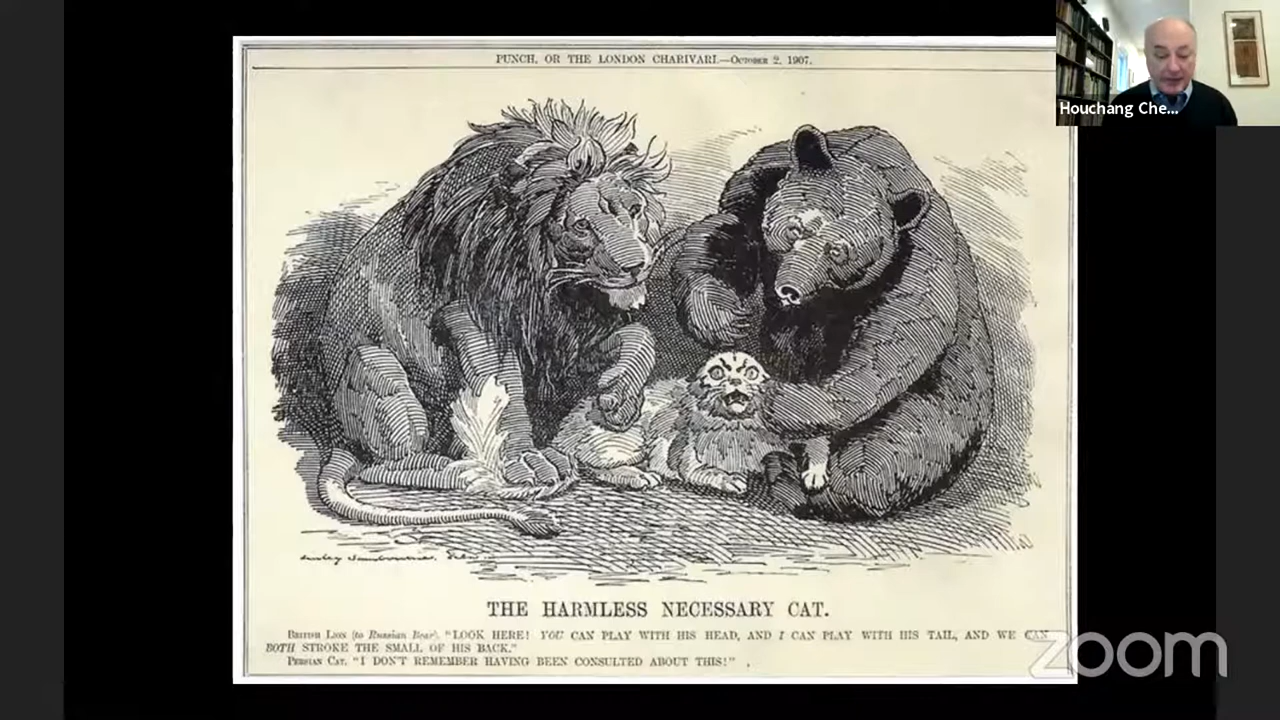 PUNCH, OR THE LONDON CHARIVARI.—OCTOBER 2, 1907.
Houchang Che...
THE HARMLESS NECESSARY CAT.
BRITISH LION (to Russian Bear). "LOOK HERE! YOU CAN PLAY WITH HIS HEAD, AND I CAN PLAY WITH HIS TAIL, AND WE CAN
BOTH STROKE THE SMALL OF HIS BACK."
PERSIAN CAT. "I DON'T REMEMBER HAVING BEEN CONSULTED ABOUT THIS!"
zoom